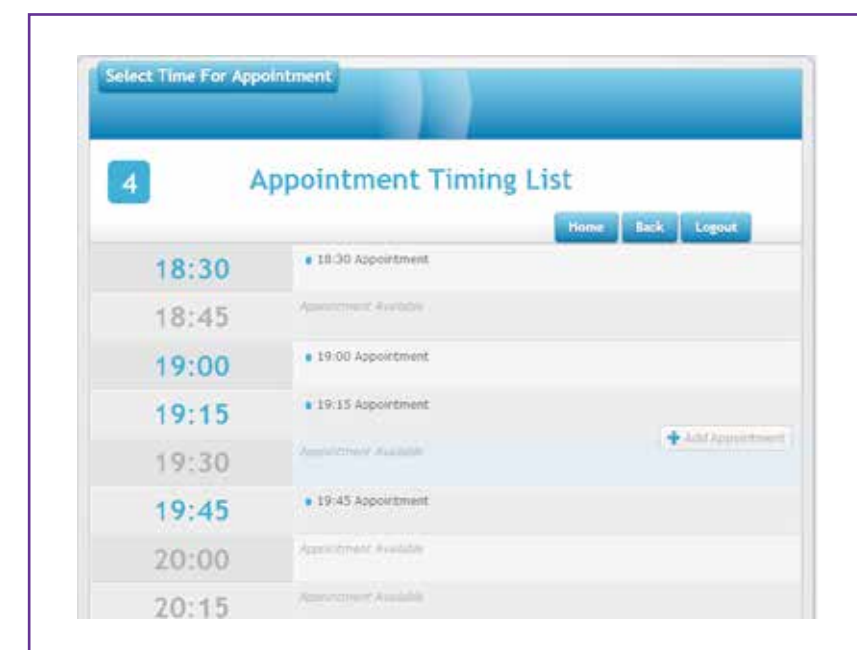 Select Time For Appointment
4
Appointment Timing List
Home Back Logout
18:30 18:30 Appointment
18:45 Appointment Available
19:00 19:00 Appointment
19:15 19:15 Appointment
Add Appointment
19:30 Appointment Available
19:45 19:45 Appointment
20:00 Appointment Available
20:15 Appointment Available